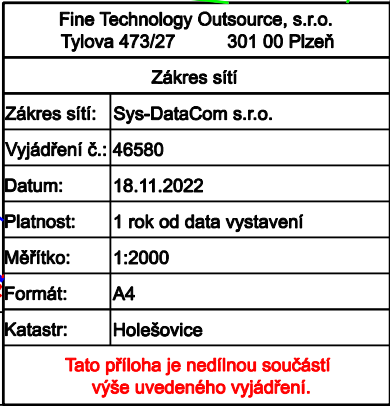 Fine Technology Outsource, s.r.o.
Tylova 473/27 301 00 Plzeň
Zákres sítí
Zákres sítí: Sys-DataCom s.r.o.
Vyjádření č.: 46580
Datum: 18.11.2022
Platnost: 1 rok od data vystavení
Měřítko: 1:2000
Formát: A4
Katastr: Holešovice
Tato příloha je nedílnou součástí
výše uvedeného vyjádření.